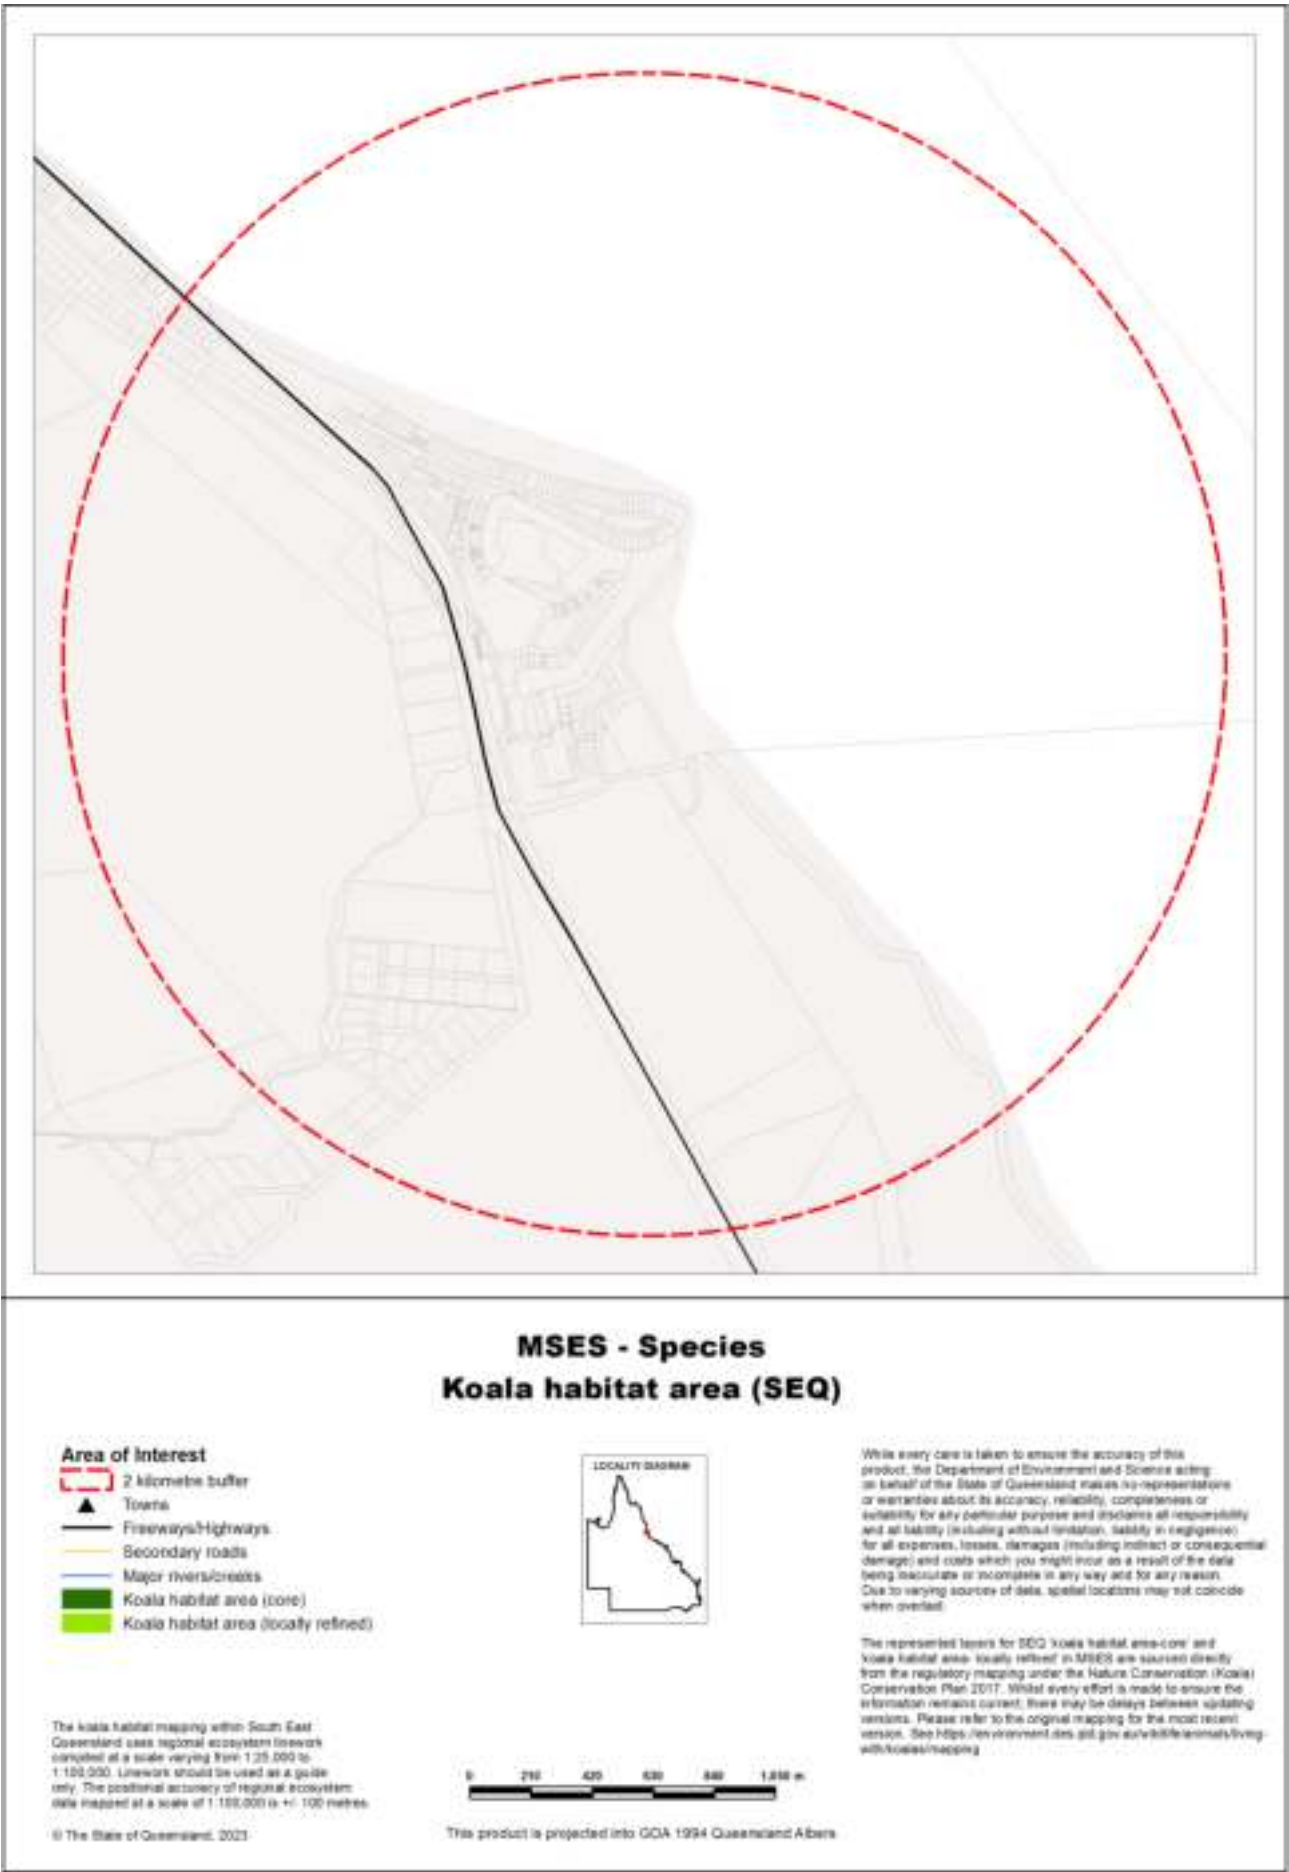 MSES - Species
Koala habitat area (SEQ)
Area of Interest
2 kilometre buffer
Towns
Freeways/Highways
Secondary roads
Major rivers/creeks
Koala habitat area (core)
Koala habitat area (locally refined)
LOCALITY DIAGRAM
While every care is taken to ensure the accuracy of this
product, the Department of Environment and Science acting
on behalf of the State of Queensland makes no representations
or warranties about its accuracy, reliability, completeness or
suitability for any particular purpose and disclaims all responsibility
and all liability (including without limitation, liability in negligence)
for all expenses, losses, damages (including indirect or consequential
damage) and costs which you might incur as a result of the data
being inaccurate or incomplete in any way and for any reason.
Due to varying sources of data, spatial locations may not coincide
when overlaid.
The represented layers for SEQ 'koala habitat area-core' and
'koala habitat area- locally refined' in MSES are sourced directly
from the regulatory mapping under the Nature Conservation (Koala)
Conservation Plan 2017. Whilst every effort is made to ensure the
information remains current, there may be delays between updating
versions. Please refer to the original mapping for the most recent
version. See https://environment.des.qld.gov.au/wildlife/animals/living-
with/koalas/mapping
The koala habitat mapping within South East
Queensland uses regional ecosystem linework
compiled at a scale varying from 1:25,000 to
1:100,000. Linework should be used as a guide
only. The positional accuracy of regional ecosystem
data mapped at a scale of 1:100,000 is +/- 100 metres.
© The State of Queensland, 2023
0 210 420 630 840 1,050 m
This product is projected into GDA 1994 Queensland Albers